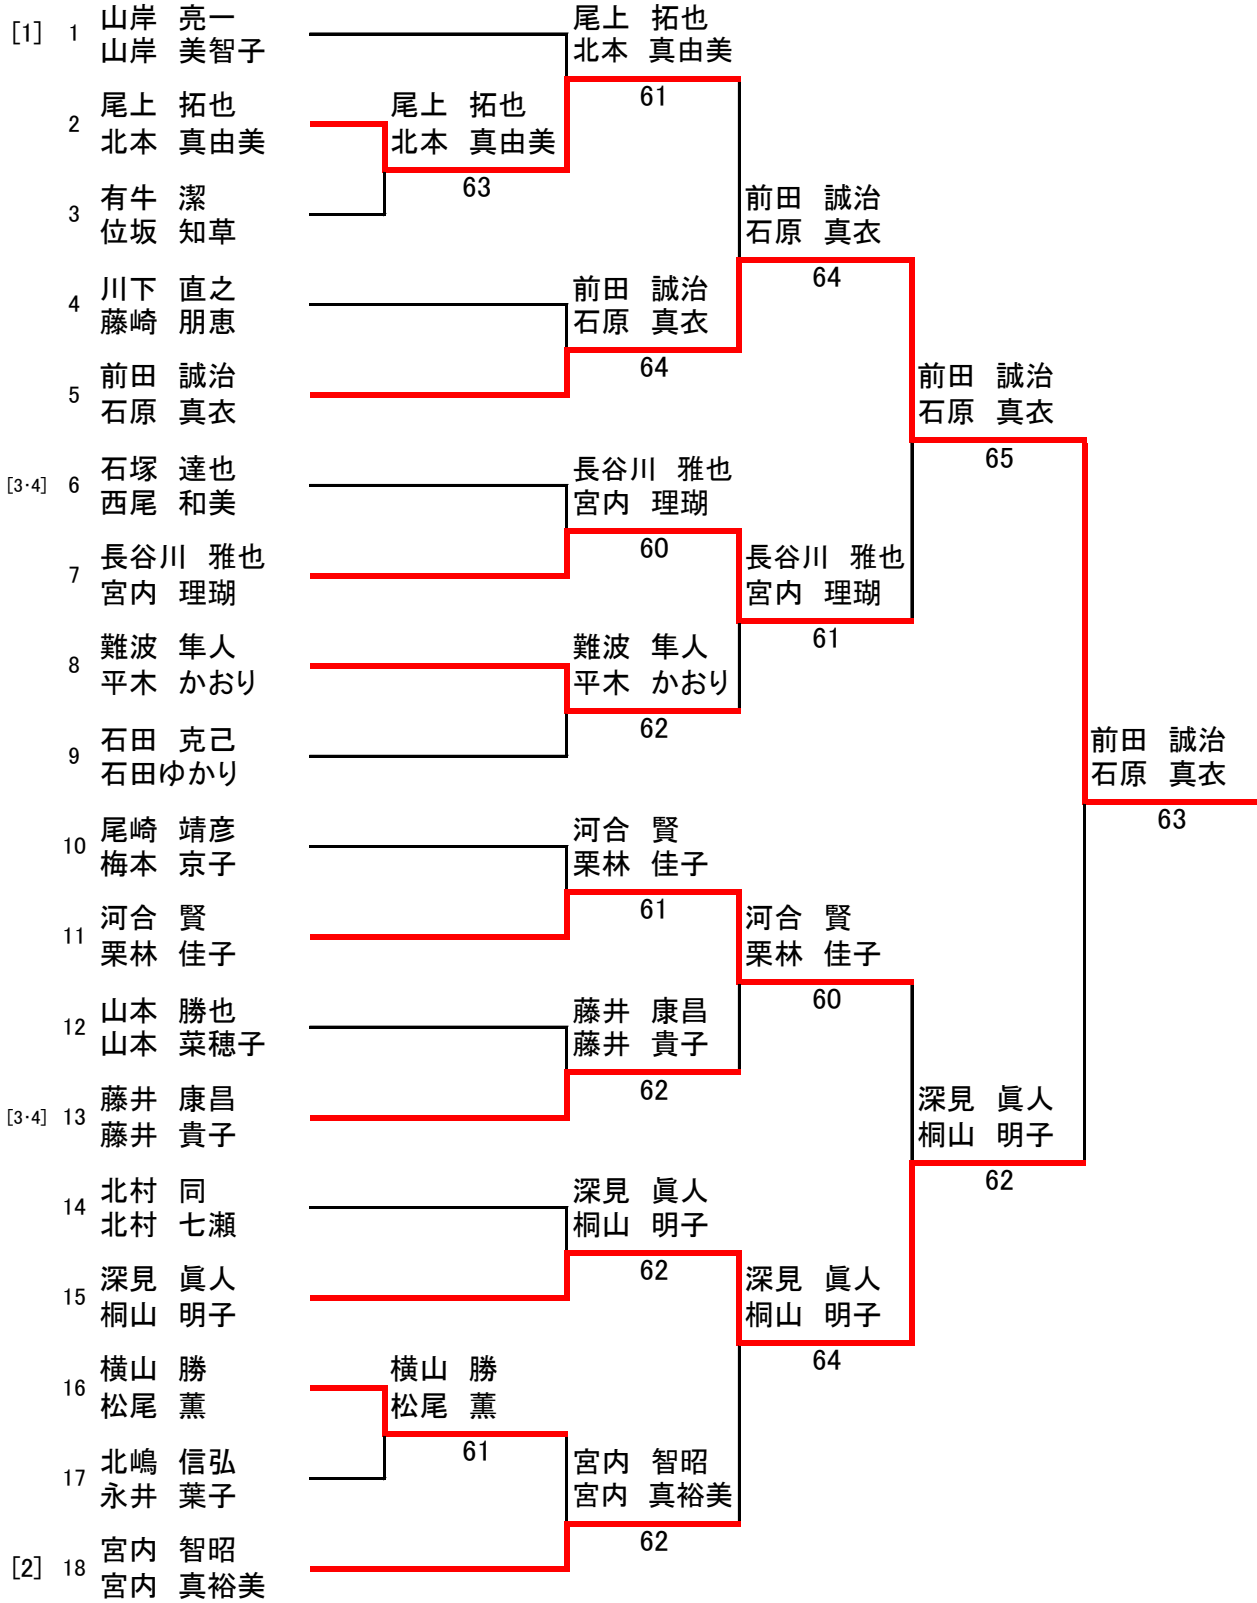 [1] 1 山岸 亮一
山岸 美智子
2 尾上 拓也
北本 真由美
3 有牛 潔
位坂 知草
4 川下 直之
藤崎 朋恵
5 前田 誠治
石原 真衣
[3･4] 6 石塚 達也
西尾 和美
7 長谷川 雅也
宮内 理瑚
8 難波 隼人
平木 かおり
9 石田 克己
石田ゆかり
10 尾崎 靖彦
梅本 京子
11 河合 賢
栗林 佳子
12 山本 勝也
山本 菜穂子
[3･4] 13 藤井 康昌
藤井 貴子
14 北村 同
北村 七瀬
15 深見 眞人
桐山 明子
16 横山 勝
松尾 薫
17 北嶋 信弘
永井 葉子
[2] 18 宮内 智昭
宮内 真裕美
尾上 拓也
北本 真由美
63
横山 勝
松尾 薫
61
尾上 拓也
北本 真由美
61
前田 誠治
石原 真衣
64
長谷川 雅也
宮内 理瑚
60
難波 隼人
平木 かおり
62
河合 賢
栗林 佳子
61
藤井 康昌
藤井 貴子
62
深見 眞人
桐山 明子
62
宮内 智昭
宮内 真裕美
62
前田 誠治
石原 真衣
64
長谷川 雅也
宮内 理瑚
61
河合 賢
栗林 佳子
60
深見 眞人
桐山 明子
64
前田 誠治
石原 真衣
65
深見 眞人
桐山 明子
62
前田 誠治
石原 真衣
63